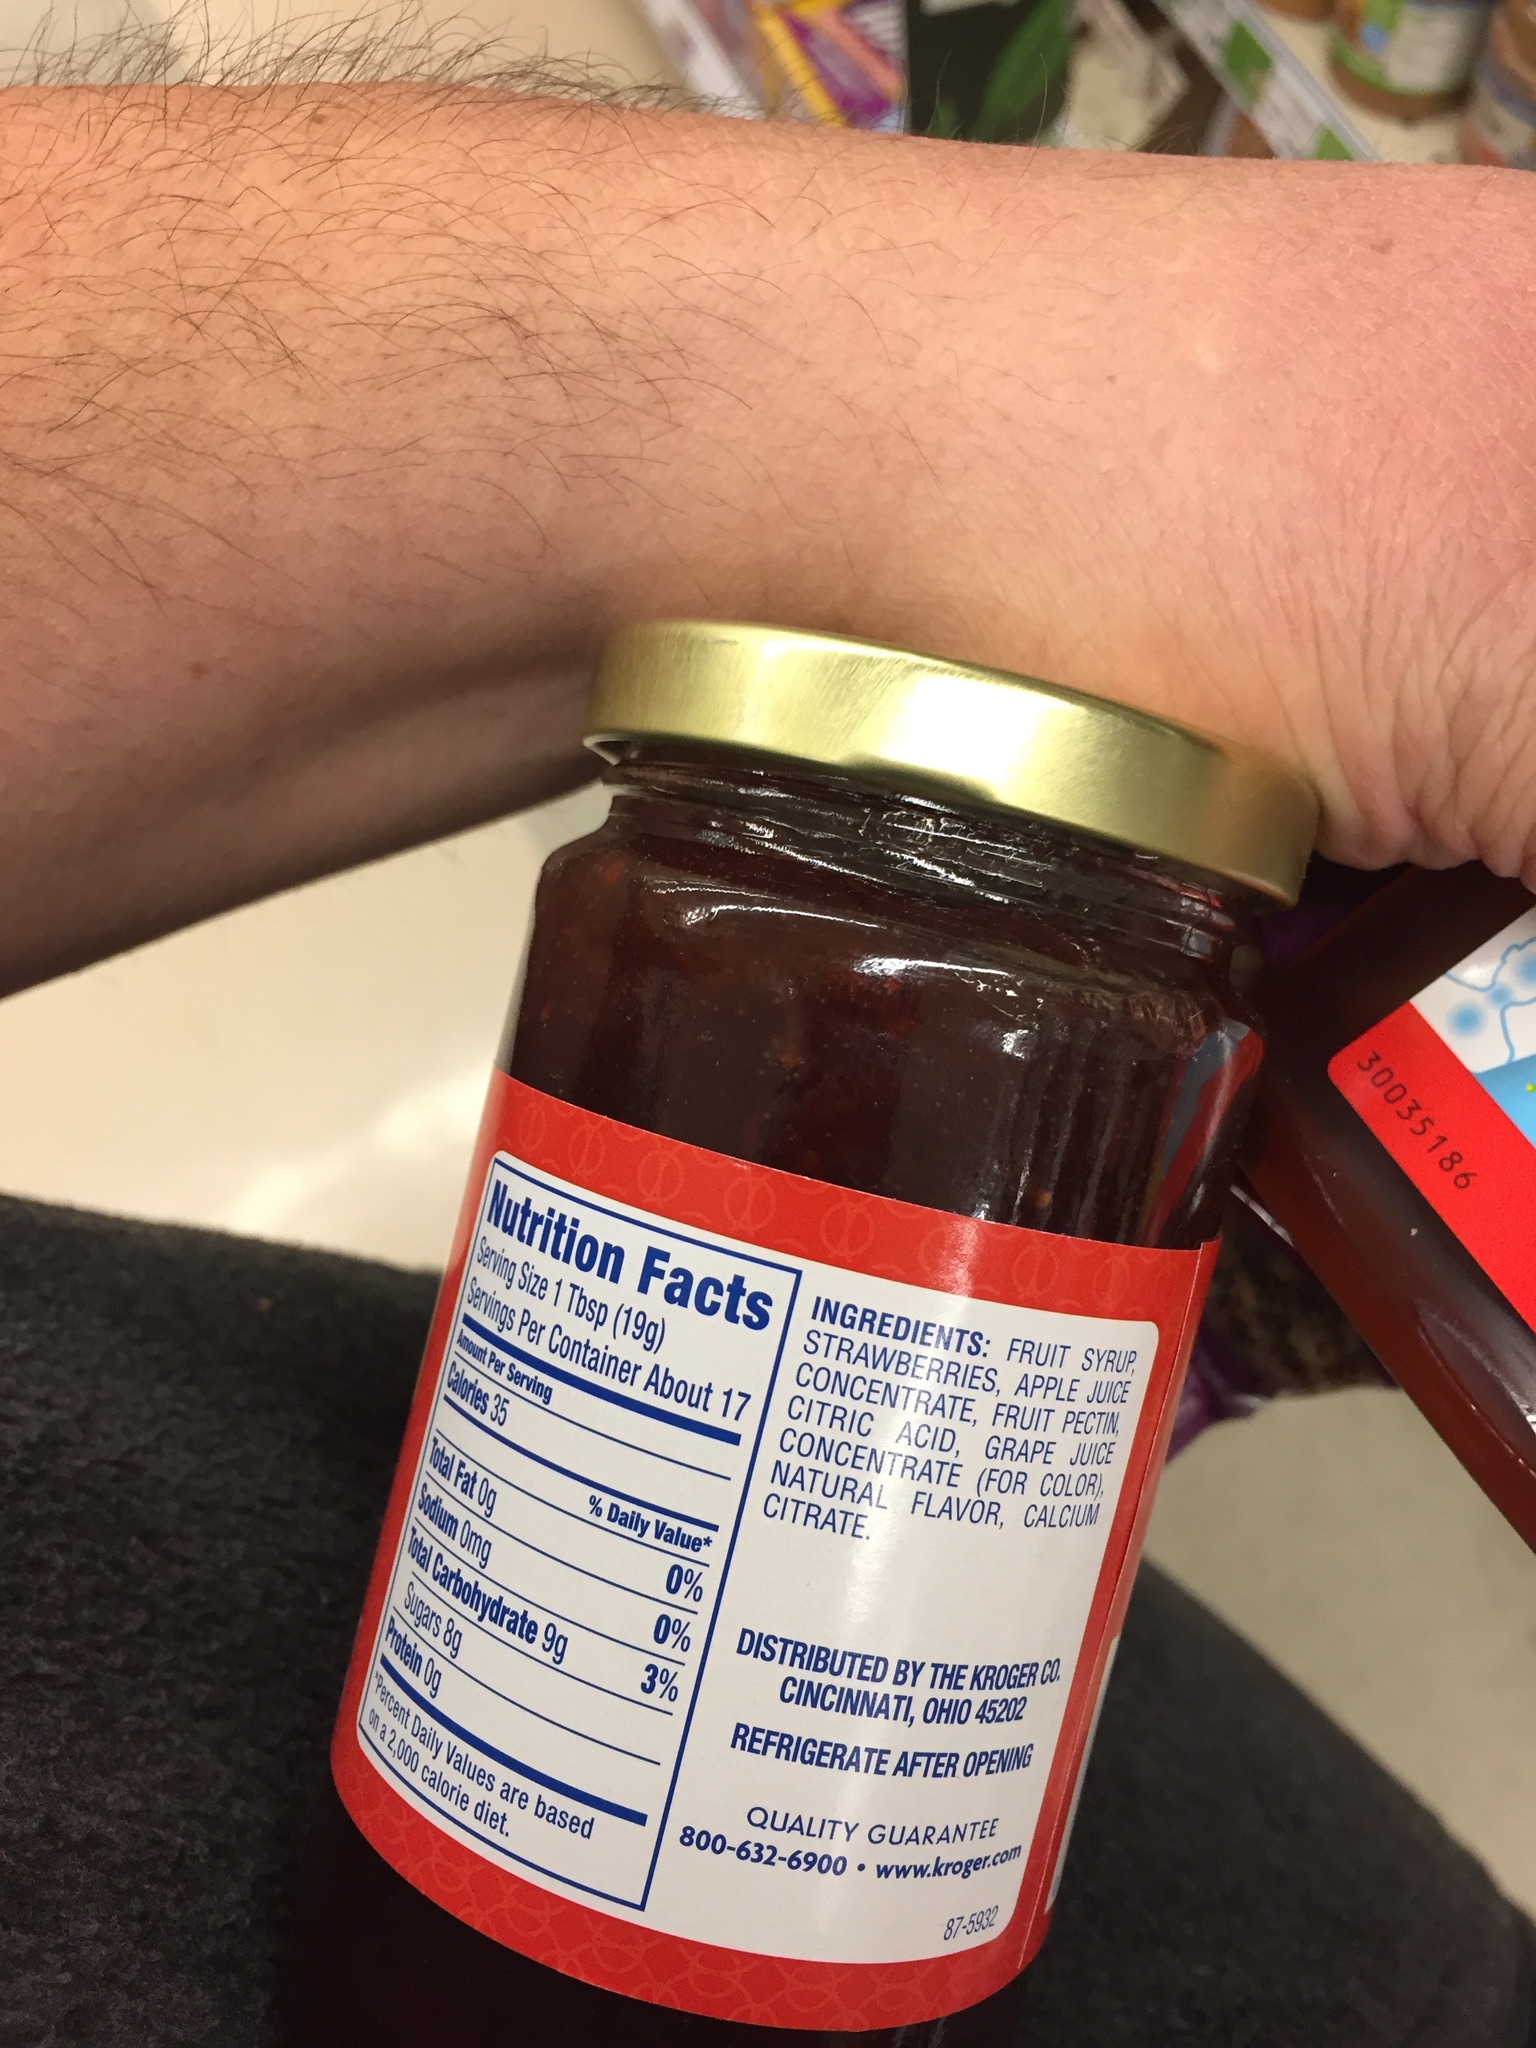 Nutrition Facts
Serving Size 1 Tbsp (19g)
Servings Per Container About 17
Amount Per Serving
Calories 35
% Daily Value*
Total Fat 0g 0%
Sodium 0mg 0%
Total Carbohydrate 9g 3%
Sugars 8g
Protein 0g
*Percent Daily Values are based
on a 2,000 calorie diet.
INGREDIENTS: FRUIT SYRUP,
STRAWBERRIES, APPLE JUICE
CONCENTRATE, FRUIT PECTIN,
CITRIC ACID, GRAPE JUICE
CONCENTRATE (FOR COLOR),
NATURAL FLAVOR, CALCIUM
CITRATE.
DISTRIBUTED BY THE KROGER CO.
CINCINNATI, OHIO 45202
REFRIGERATE AFTER OPENING
QUALITY GUARANTEE
800-632-6900 • www.kroger.com
87-5932
30035186